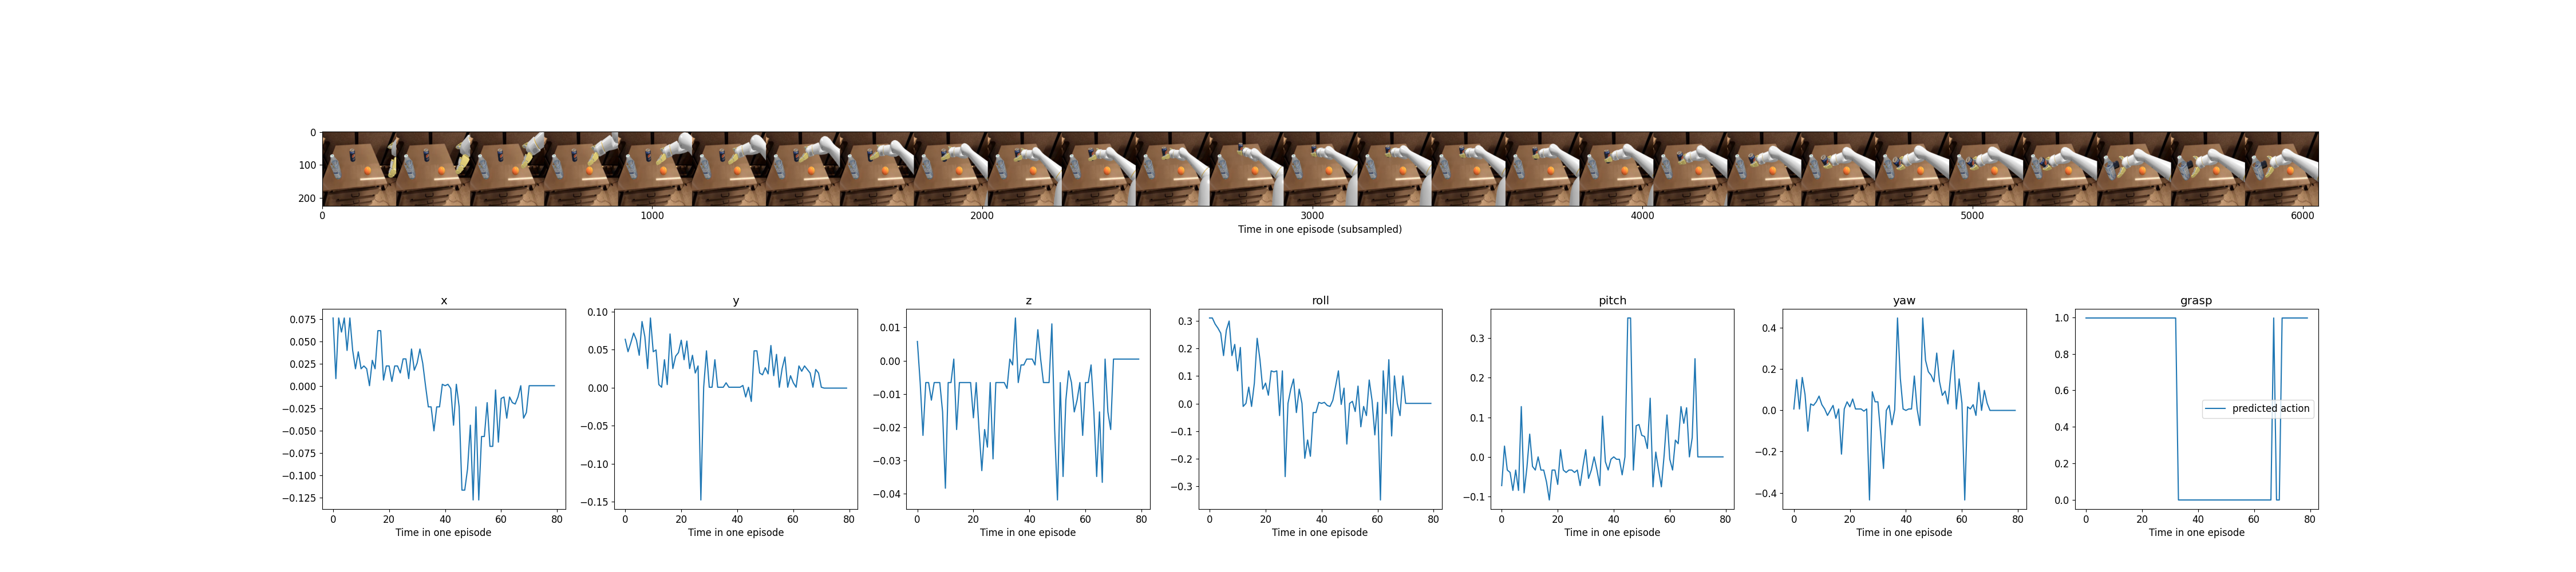 0
100
200
0 1000 2000 3000 4000 5000 6000
Time in one episode (subsampled)
x
0.075
0.050
0.025
0.000
−0.025
−0.050
−0.075
−0.100
−0.125
0 20 40 60 80
Time in one episode
y
0.10
0.05
0.00
−0.05
−0.10
−0.15
0 20 40 60 80
Time in one episode
z
0.01
0.00
−0.01
−0.02
−0.03
−0.04
0 20 40 60 80
Time in one episode
roll
0.3
0.2
0.1
0.0
−0.1
−0.2
−0.3
0 20 40 60 80
Time in one episode
pitch
0.3
0.2
0.1
0.0
−0.1
0 20 40 60 80
Time in one episode
yaw
0.4
0.2
0.0
−0.2
−0.4
0 20 40 60 80
Time in one episode
grasp
1.0
0.8
0.6
0.4
0.2
0.0
predicted action
0 20 40 60 80
Time in one episode